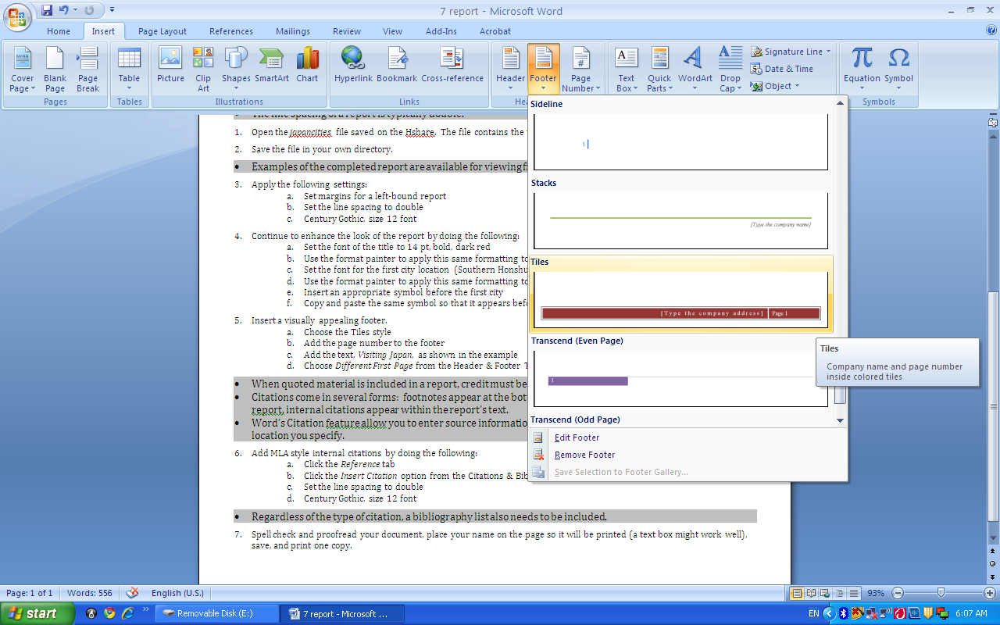 7 report - Microsoft Word
Home Insert Page Layout References Mailings Review View Add-Ins Acrobat
Cover Page Blank Page Page Break Table Picture Clip Art Shapes SmartArt Chart Hyperlink Bookmark Cross-reference Header Footer Page Number Text Box Quick Parts WordArt Drop Cap Signature Line Date & Time Object Equation Symbol
Pages Tables Illustrations Links Symbols
The line spacing of a report is typically double.
1. Open the japancities file saved on the Hshare. The file contains the
2. Save the file in your own directory.
• Examples of the completed report are available for viewing
3. Apply the following settings:
a. Set margins for a left-bound report
b. Set the line spacing to double
c. Century Gothic, size 12 font
4. Continue to enhance the look of the report by doing the following:
a. Set the font of the title to 14 pt, bold, dark red
b. Use the format painter to apply this same formatting to
c. Set the font for the first city location (Southern Honshu
d. Use the format painter to apply this same formatting to
e. Insert an appropriate symbol before the first city
f. Copy and paste the same symbol so that it appears
5. Insert a visually appealing footer.
a. Choose the Tiles style
b. Add the page number to the footer
c. Add the text, Visiting Japan, as shown in the example
d. Choose Different First Page from the Header & Footer T
• When quoted material is included in a report, credit must be
• Citations come in several forms: footnotes appear at the
report, internal citations appear within the report's text.
• Word's Citation feature allow you to enter source
location you specify.
6. Add MLA style internal citations by doing the following:
a. Click the Reference tab
b. Click the Insert Citation option from the Citations & Bib
c. Set the line spacing to double
d. Century Gothic, size 12 font
• Regardless of the type of citation, a bibliography list also needs to be included.
7. Spell check and proofread your document, place your name on the page so it will be printed (a text box might work well),
save, and print one copy.
Sideline
1
Stacks
[Type the company name]
Tiles
[Type the company address] Page 1
Transcend (Even Page)
1
Transcend (Odd Page)
Edit Footer
Remove Footer
Save Selection to Footer Gallery...
Tiles
Company name and page number
inside colored tiles
Page: 1 of 1 Words: 556 English (U.S.) 93%
start Removable Disk (E:) 7 report - Microsoft ... EN 6:07 AM